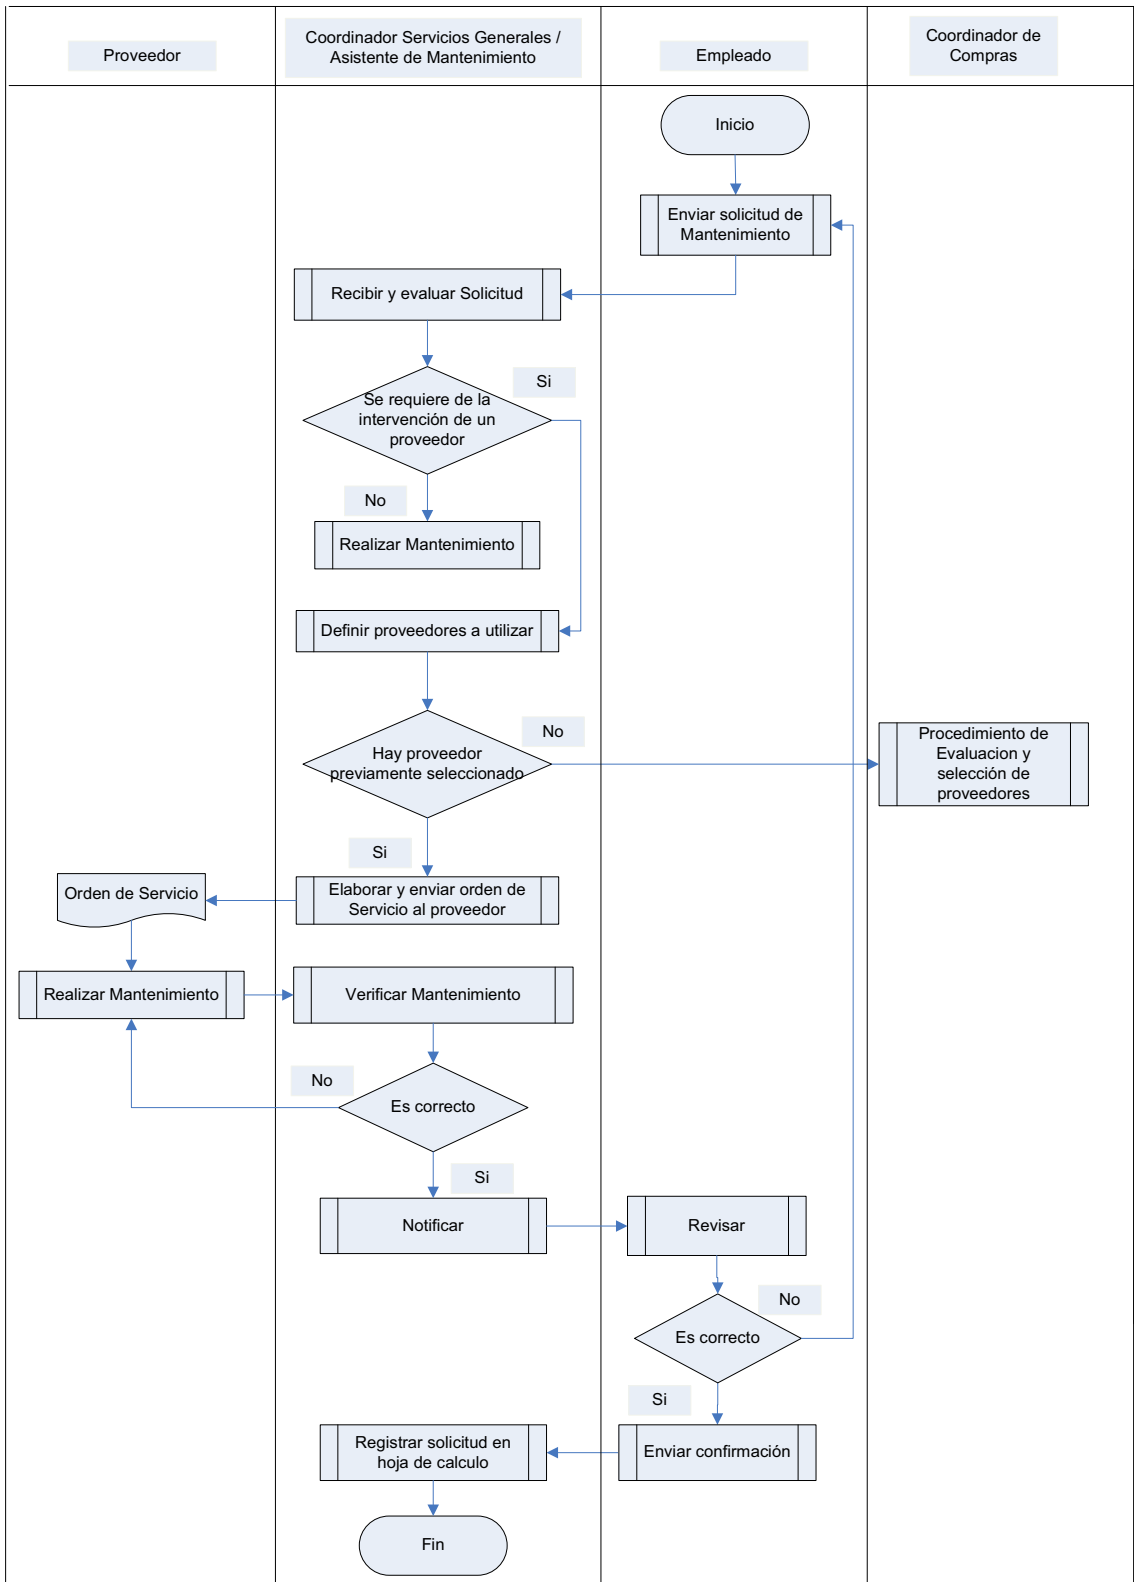 Proveedor
Coordinador Servicios Generales /
Asistente de Mantenimiento
Empleado
Coordinador de
Compras
Inicio
Enviar solicitud de
Mantenimiento
Recibir y evaluar Solicitud
Si
Se requiere de la
intervención de un
proveedor
No
Realizar Mantenimiento
Definir proveedores a utilizar
No
Hay proveedor
previamente seleccionado
Procedimiento de
Evaluacion y
selección de
proveedores
Si
Orden de Servicio
Elaborar y enviar orden de
Servicio al proveedor
Realizar Mantenimiento
Verificar Mantenimiento
No
Es correcto
Si
Notificar
Revisar
No
Es correcto
Si
Registrar solicitud en
hoja de calculo
Enviar confirmación
Fin